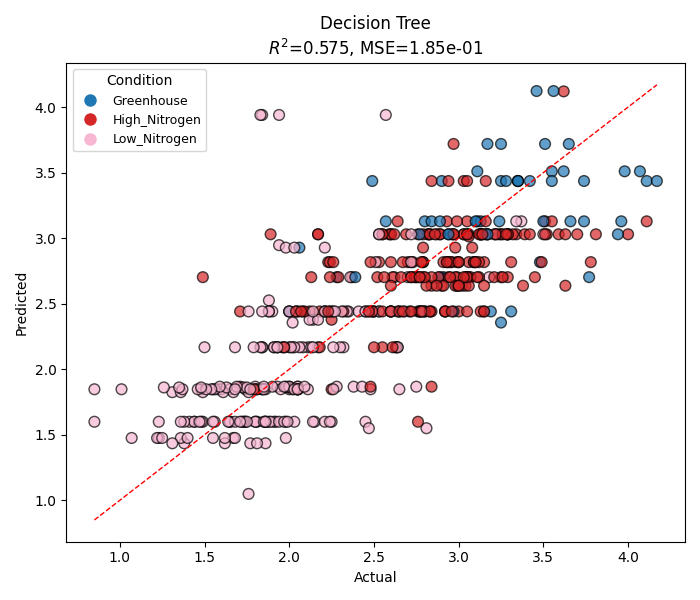 Decision Tree
R²=0.575, MSE=1.85e-01
Condition
Greenhouse
High_Nitrogen
Low_Nitrogen
Predicted
4.0
3.5
3.0
2.5
2.0
1.5
1.0
1.0 1.5 2.0 2.5 3.0 3.5 4.0
Actual